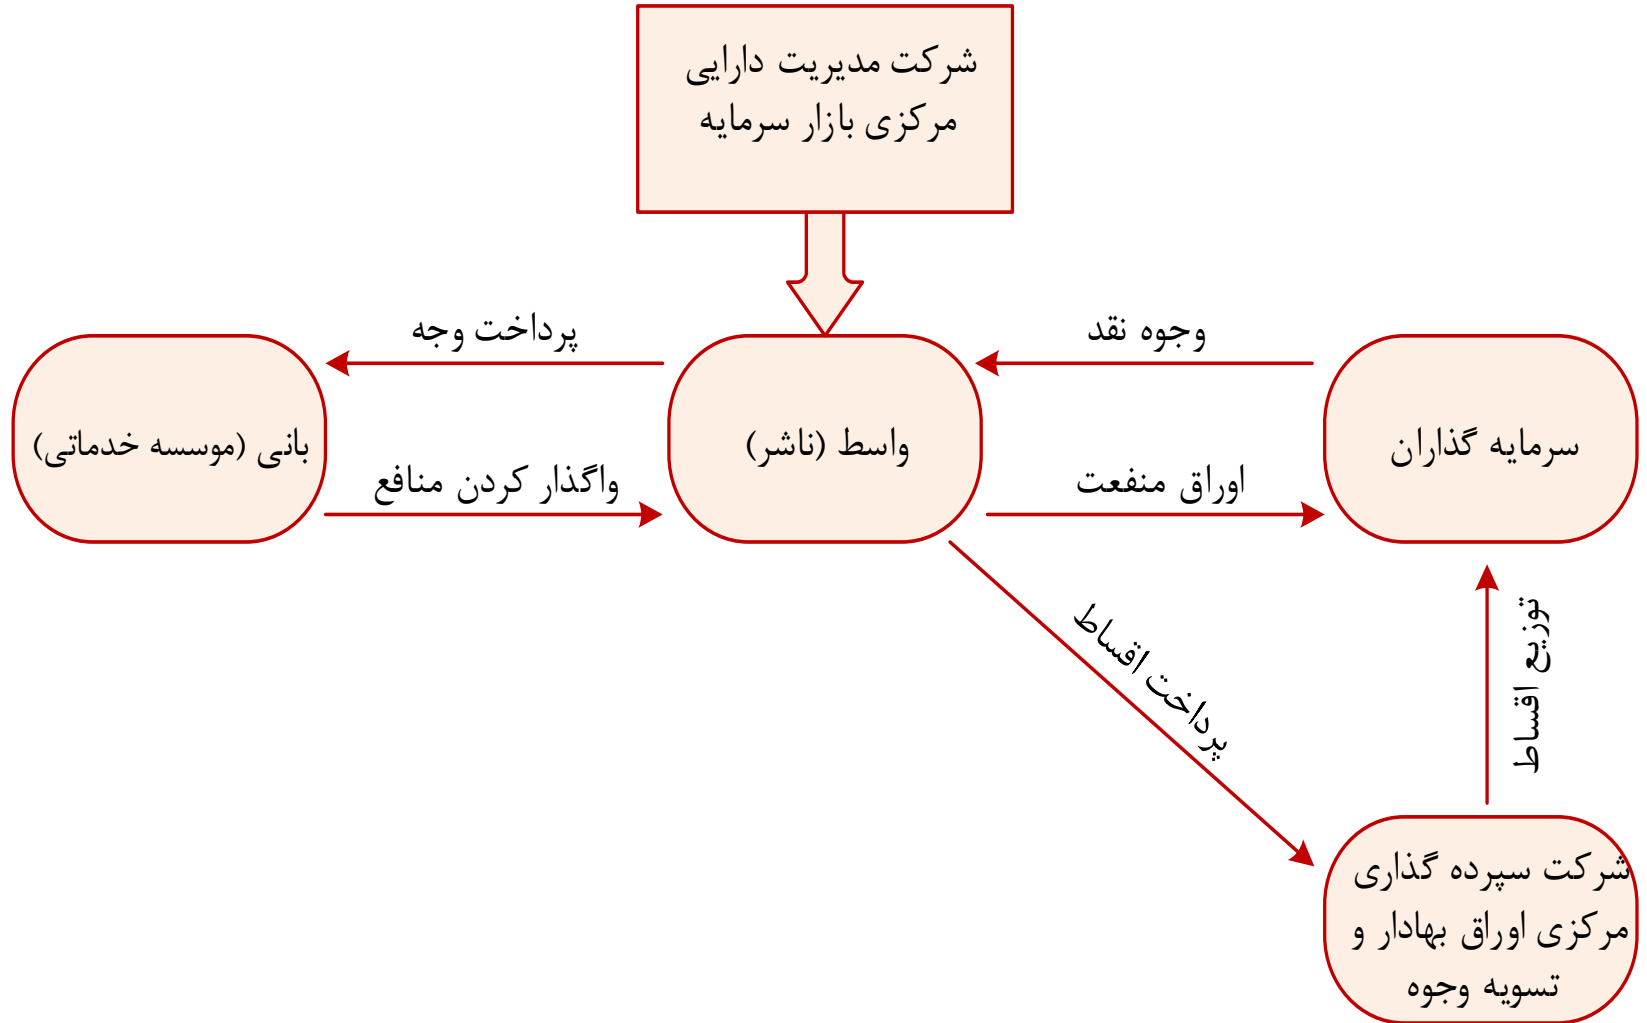 شرکت مدیریت دارایی
مرکزی بازار سرمایه
وجوه نقد
پرداخت وجه
سرمایه گذاران
واسط (ناشر)
بانی (موسسه خدماتی)
اوراق منفعت
واگذار کردن منافع
پرداخت اقساط
توزیع اقساط
شرکت سپرده گذاری
مرکزی اوراق بهادار و
تسویه وجوه